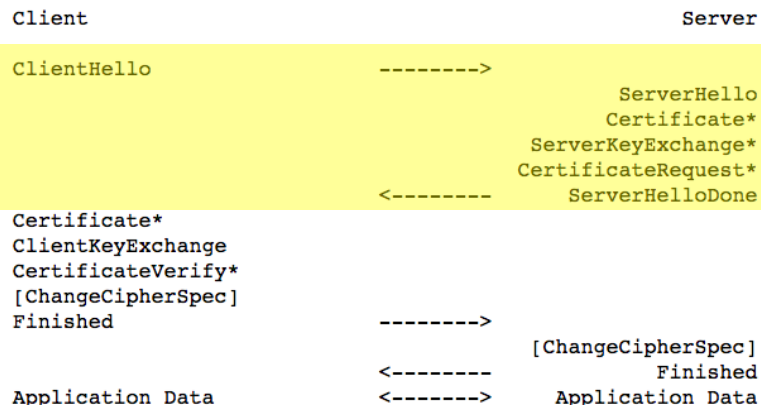 Client Server
ClientHello -------->
ServerHello
Certificate*
ServerKeyExchange*
CertificateRequest*
<-------- ServerHelloDone
Certificate*
ClientKeyExchange
CertificateVerify*
[ChangeCipherSpec]
Finished -------->
[ChangeCipherSpec]
<-------- Finished
Application Data <-------> Application Data